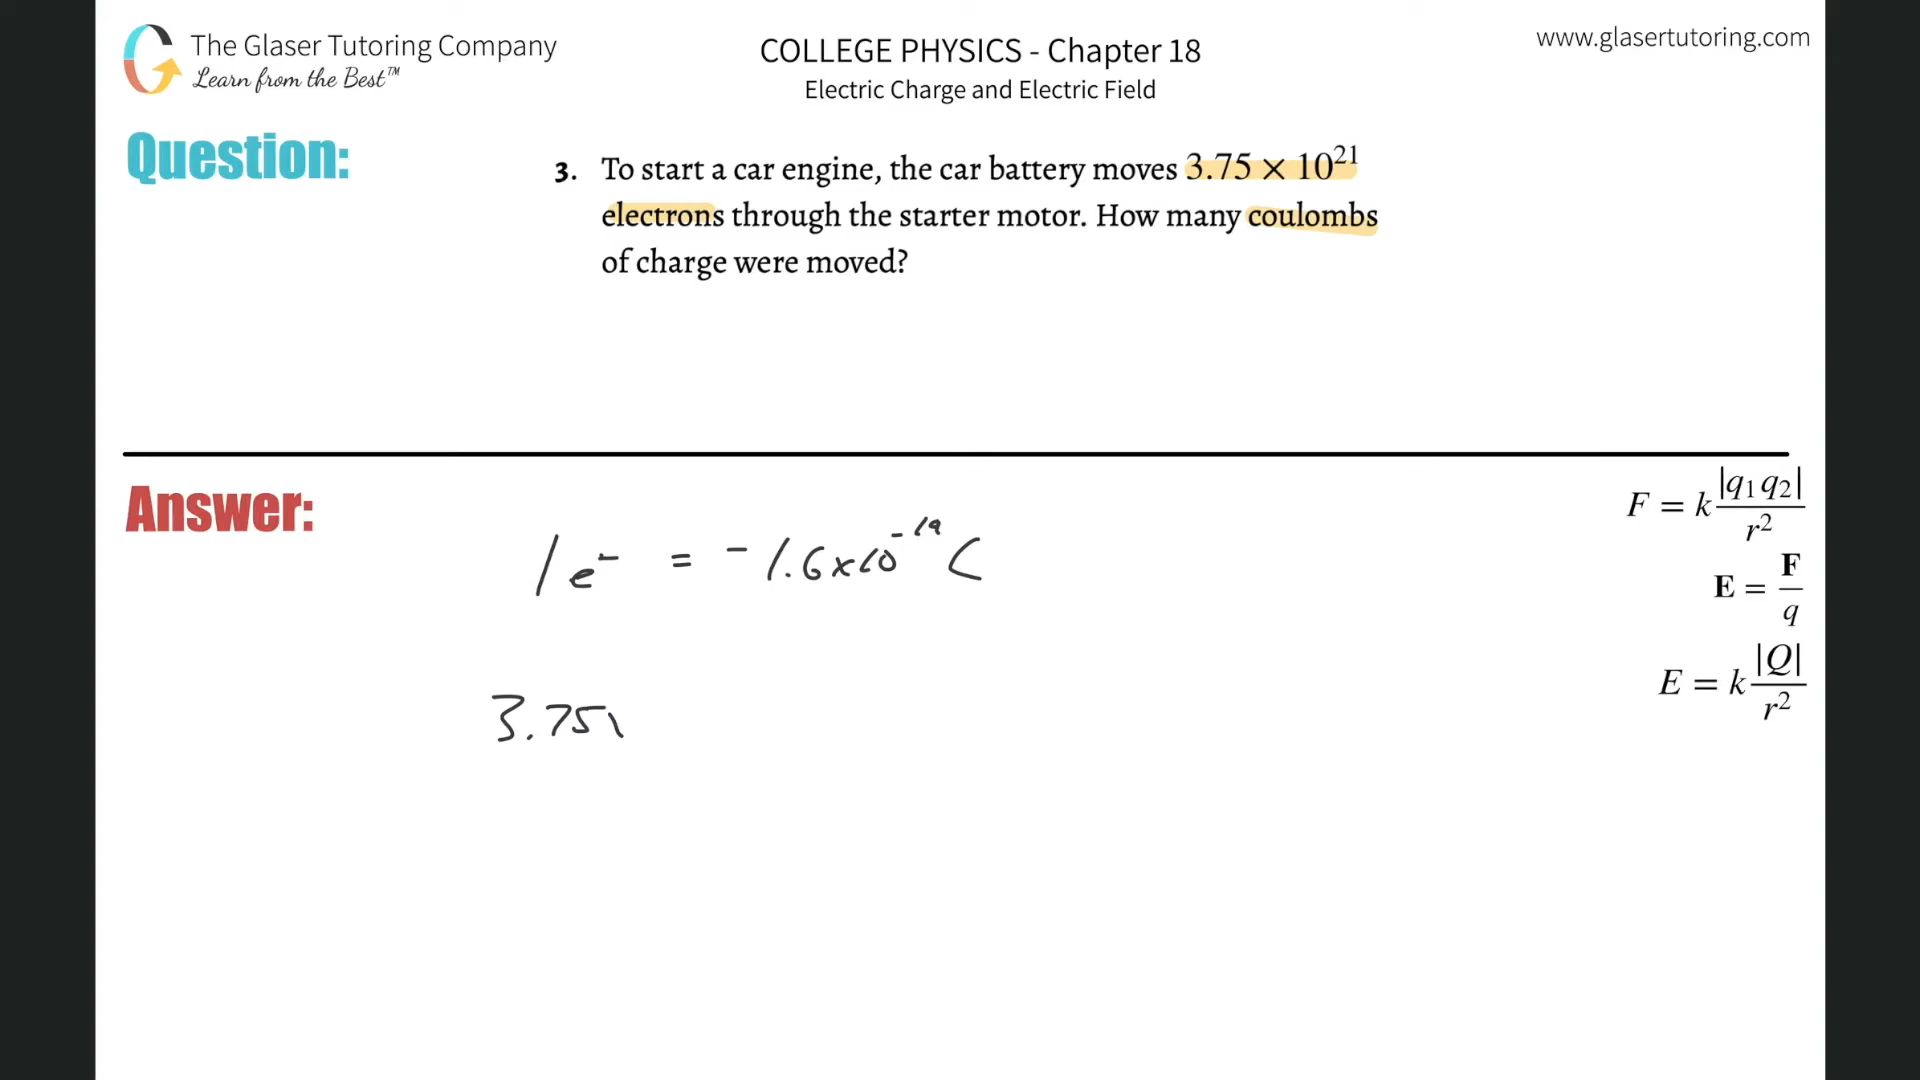 The Glaser Tutoring Company
Learn from the Best™
COLLEGE PHYSICS - Chapter 18
Electric Charge and Electric Field
www.glasertutoring.com
Question:
3. To start a car engine, the car battery moves 3.75 × 10²¹
electrons through the starter motor. How many coulombs
of charge were moved?
Answer:
1 e⁻ = -1.6x10⁻¹⁹ C
3.75
F = k |q₁q₂| / r²
E = F / q
E = k |Q| / r²